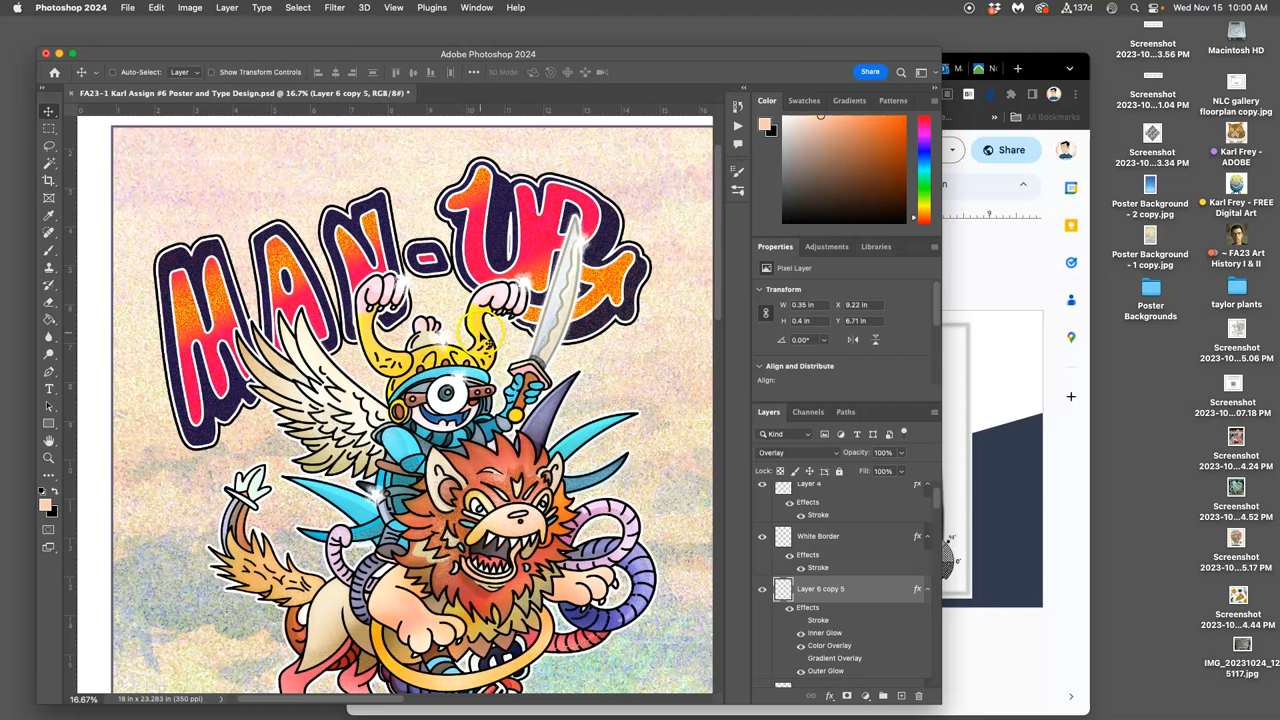 Photoshop 2024 File Edit Image Layer Type Select Filter 3D View Plugins Window Help
137d Wed Nov 15 10:00 AM
Adobe Photoshop 2024
Auto-Select: Layer Show Transform Controls 3D Mode: Share
FA23-1 Karl Assign #6 Poster and Type Design.psd @ 16.7% (Layer 6 copy 5, RGB/8#) *
MAN-UP
16.67% 18 in x 23.283 in (350 ppi)
Color Swatches Gradients Patterns
Properties Adjustments Libraries
Pixel Layer
Transform
W 0.35 in X 9.22 in
H 0.4 in Y 6.71 in
0.00°
Align and Distribute
Align:
Layers Channels Paths
Kind
Overlay Opacity: 100%
Lock: Fill: 100%
Layer 4
Effects
Stroke
White Border
Effects
Stroke
Layer 6 copy 5
Effects
Stroke
Inner Glow
Color Overlay
Gradient Overlay
Outer Glow
All Bookmarks
Share
Screenshot
2023-10...3.56 PM
Macintosh HD
Screenshot
2023-10...1.04 PM
NLC gallery
floorplan copy.jpg
Screenshot
2023-10...3.34 PM
Karl Frey -
ADOBE
Poster Background
- 2 copy.jpg
Karl Frey - FREE
Digital Art
Poster Background
- 1 copy.jpg
~ FA23 Art
History I & II
Poster
Backgrounds
taylor plants
Screenshot
2023-10...5.06 PM
Screenshot
2023-1...07.18 PM
Screenshot
2023-10...4.24 PM
Screenshot
2023-10...4.52 PM
Screenshot
2023-10...5.17 PM
Screenshot
2023-10...4.44 PM
IMG_20231024_12
5117.jpg